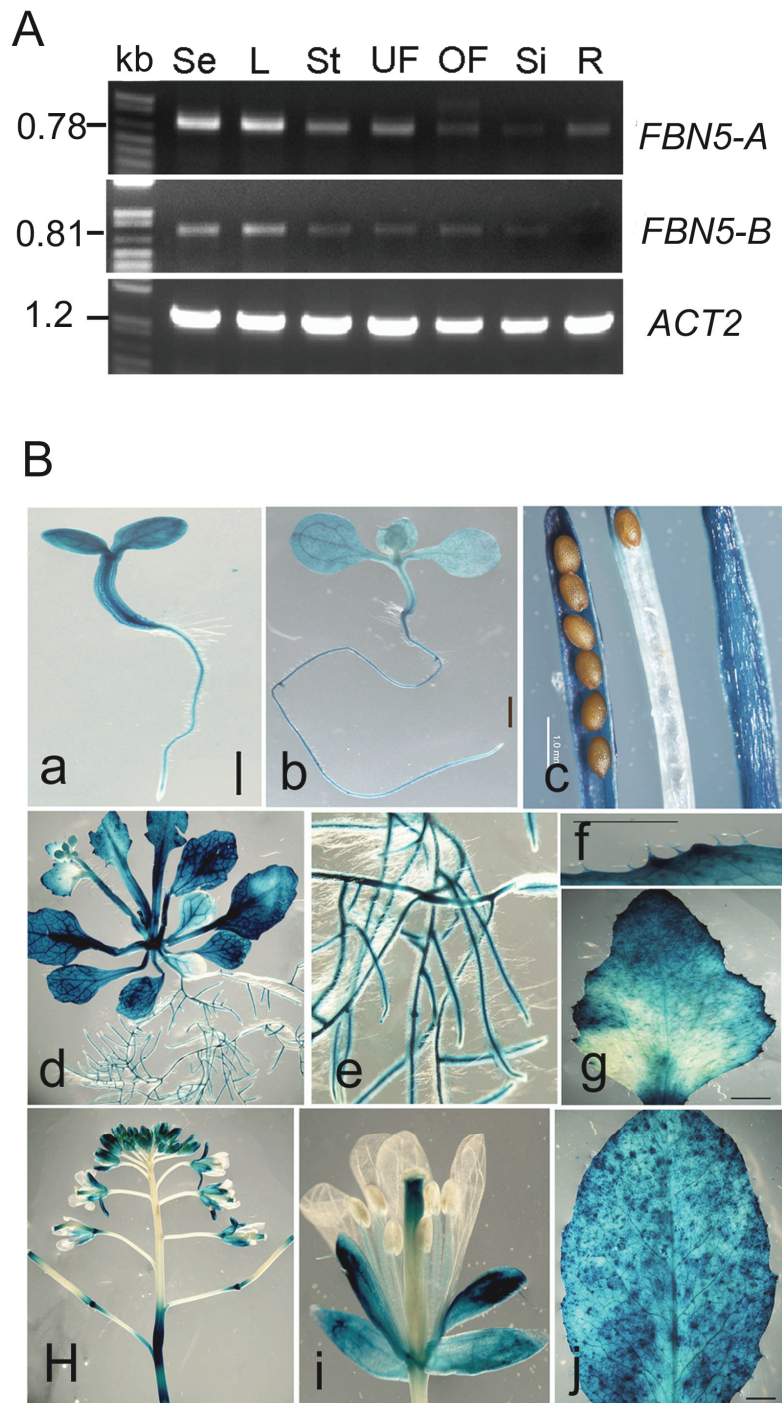 A
kb Se L St UF OF Si R
0.78 FBN5-A
0.81 FBN5-B
1.2 ACT2
B
a b c
1.0 mm
d e f
g
H i j